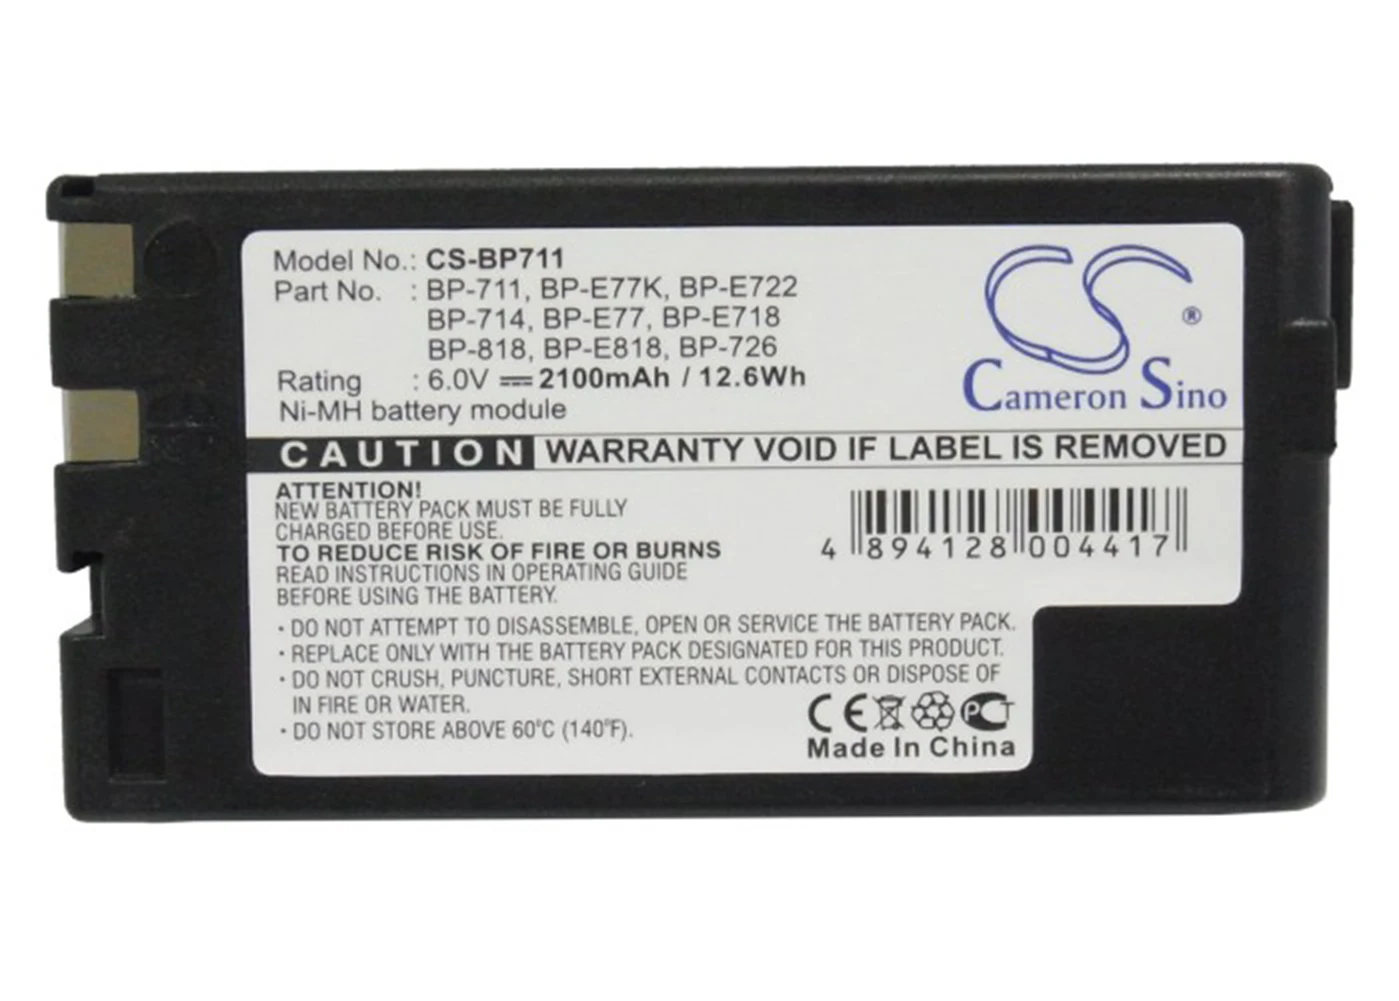 Model No.: CS-BP711
Part No. : BP-711, BP-E77K, BP-E722
BP-714, BP-E77, BP-E718
BP-818, BP-E818, BP-726
Rating : 6.0V 2100mAh / 12.6Wh
Ni-MH battery module
CS ®
Cameron Sino
CAUTION WARRANTY VOID IF LABEL IS REMOVED
ATTENTION!
NEW BATTERY PACK MUST BE FULLY
CHARGED BEFORE USE.
TO REDUCE RISK OF FIRE OR BURNS
READ INSTRUCTIONS IN OPERATING GUIDE
BEFORE USING THE BATTERY.
4 894128 004417
• DO NOT ATTEMPT TO DISASSEMBLE, OPEN OR SERVICE THE BATTERY PACK.
• REPLACE ONLY WITH THE BATTERY PACK DESIGNATED FOR THIS PRODUCT.
• DO NOT CRUSH, PUNCTURE, SHORT EXTERNAL CONTACTS OR DISPOSE OF
IN FIRE OR WATER.
• DO NOT STORE ABOVE 60°C (140°F).
CE PCT
Made In China